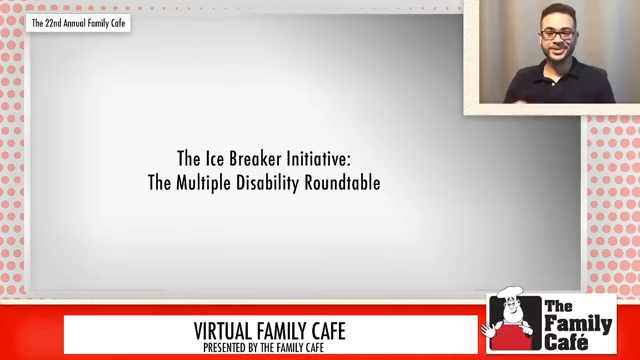 The 22nd Annual Family Cafe
The Ice Breaker Initiative:
The Multiple Disability Roundtable
VIRTUAL FAMILY CAFE
PRESENTED BY THE FAMILY CAFE
The
Family
Café